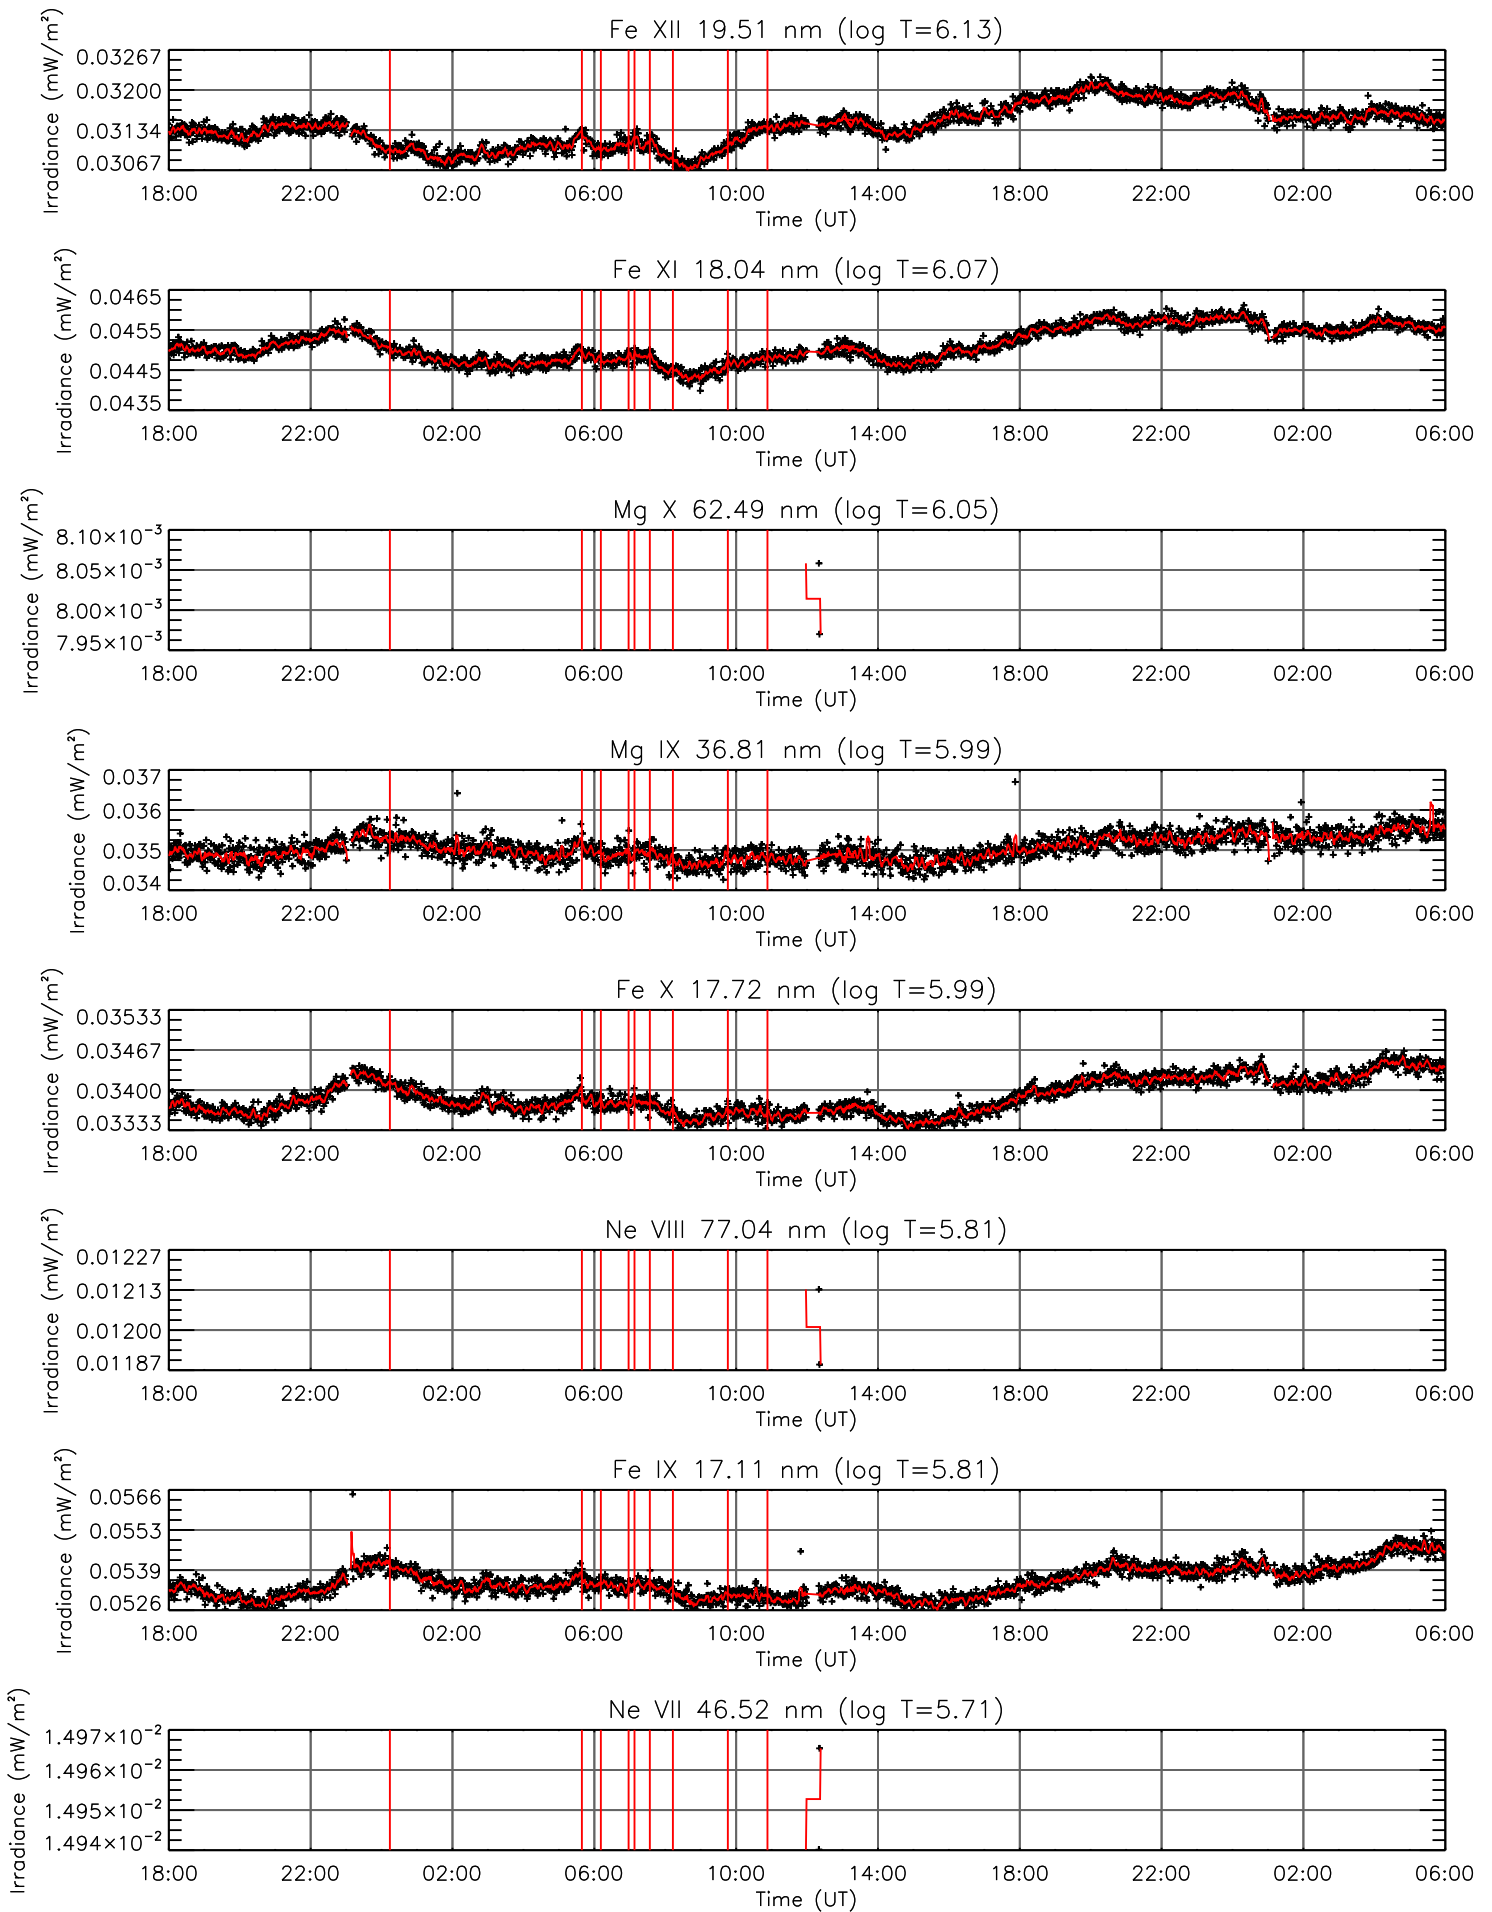 Fe XII 19.51 nm (log T=6.13)
Irradiance (mW/m²)
0.03267
0.03200
0.03134
0.03067
18:00 22:00 02:00 06:00 10:00 14:00 18:00 22:00 02:00 06:00
Time (UT)
Fe XI 18.04 nm (log T=6.07)
Irradiance (mW/m²)
0.0465
0.0455
0.0445
0.0435
18:00 22:00 02:00 06:00 10:00 14:00 18:00 22:00 02:00 06:00
Time (UT)
Mg X 62.49 nm (log T=6.05)
Irradiance (mW/m²)
8.10×10⁻³
8.05×10⁻³
8.00×10⁻³
7.95×10⁻³
18:00 22:00 02:00 06:00 10:00 14:00 18:00 22:00 02:00 06:00
Time (UT)
Mg IX 36.81 nm (log T=5.99)
Irradiance (mW/m²)
0.037
0.036
0.035
0.034
18:00 22:00 02:00 06:00 10:00 14:00 18:00 22:00 02:00 06:00
Time (UT)
Fe X 17.72 nm (log T=5.99)
Irradiance (mW/m²)
0.03533
0.03467
0.03400
0.03333
18:00 22:00 02:00 06:00 10:00 14:00 18:00 22:00 02:00 06:00
Time (UT)
Ne VIII 77.04 nm (log T=5.81)
Irradiance (mW/m²)
0.01227
0.01213
0.01200
0.01187
18:00 22:00 02:00 06:00 10:00 14:00 18:00 22:00 02:00 06:00
Time (UT)
Fe IX 17.11 nm (log T=5.81)
Irradiance (mW/m²)
0.0566
0.0553
0.0539
0.0526
18:00 22:00 02:00 06:00 10:00 14:00 18:00 22:00 02:00 06:00
Time (UT)
Ne VII 46.52 nm (log T=5.71)
Irradiance (mW/m²)
1.497×10⁻²
1.496×10⁻²
1.495×10⁻²
1.494×10⁻²
18:00 22:00 02:00 06:00 10:00 14:00 18:00 22:00 02:00 06:00
Time (UT)